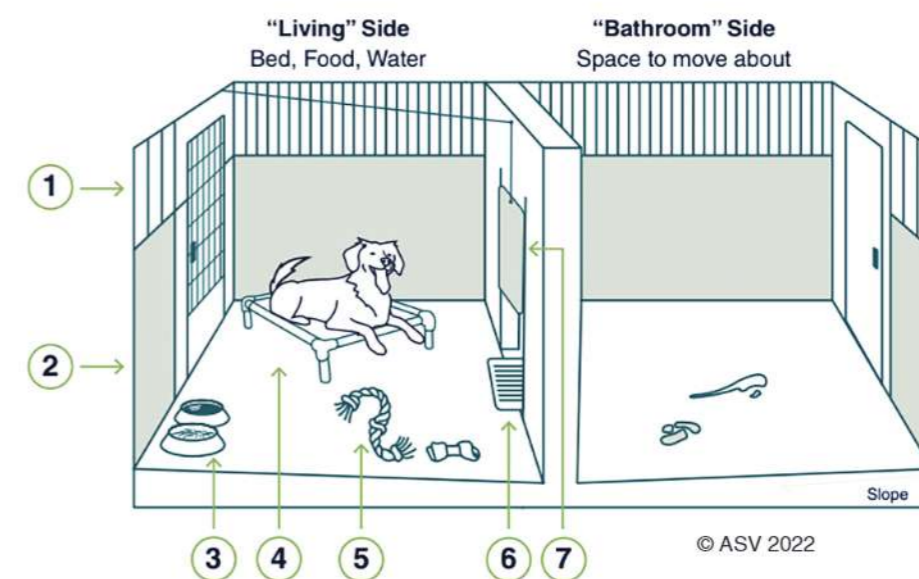 “Living” Side
Bed, Food, Water
“Bathroom” Side
Space to move about
1
2
Slope
3
4
5
6
7
© ASV 2022